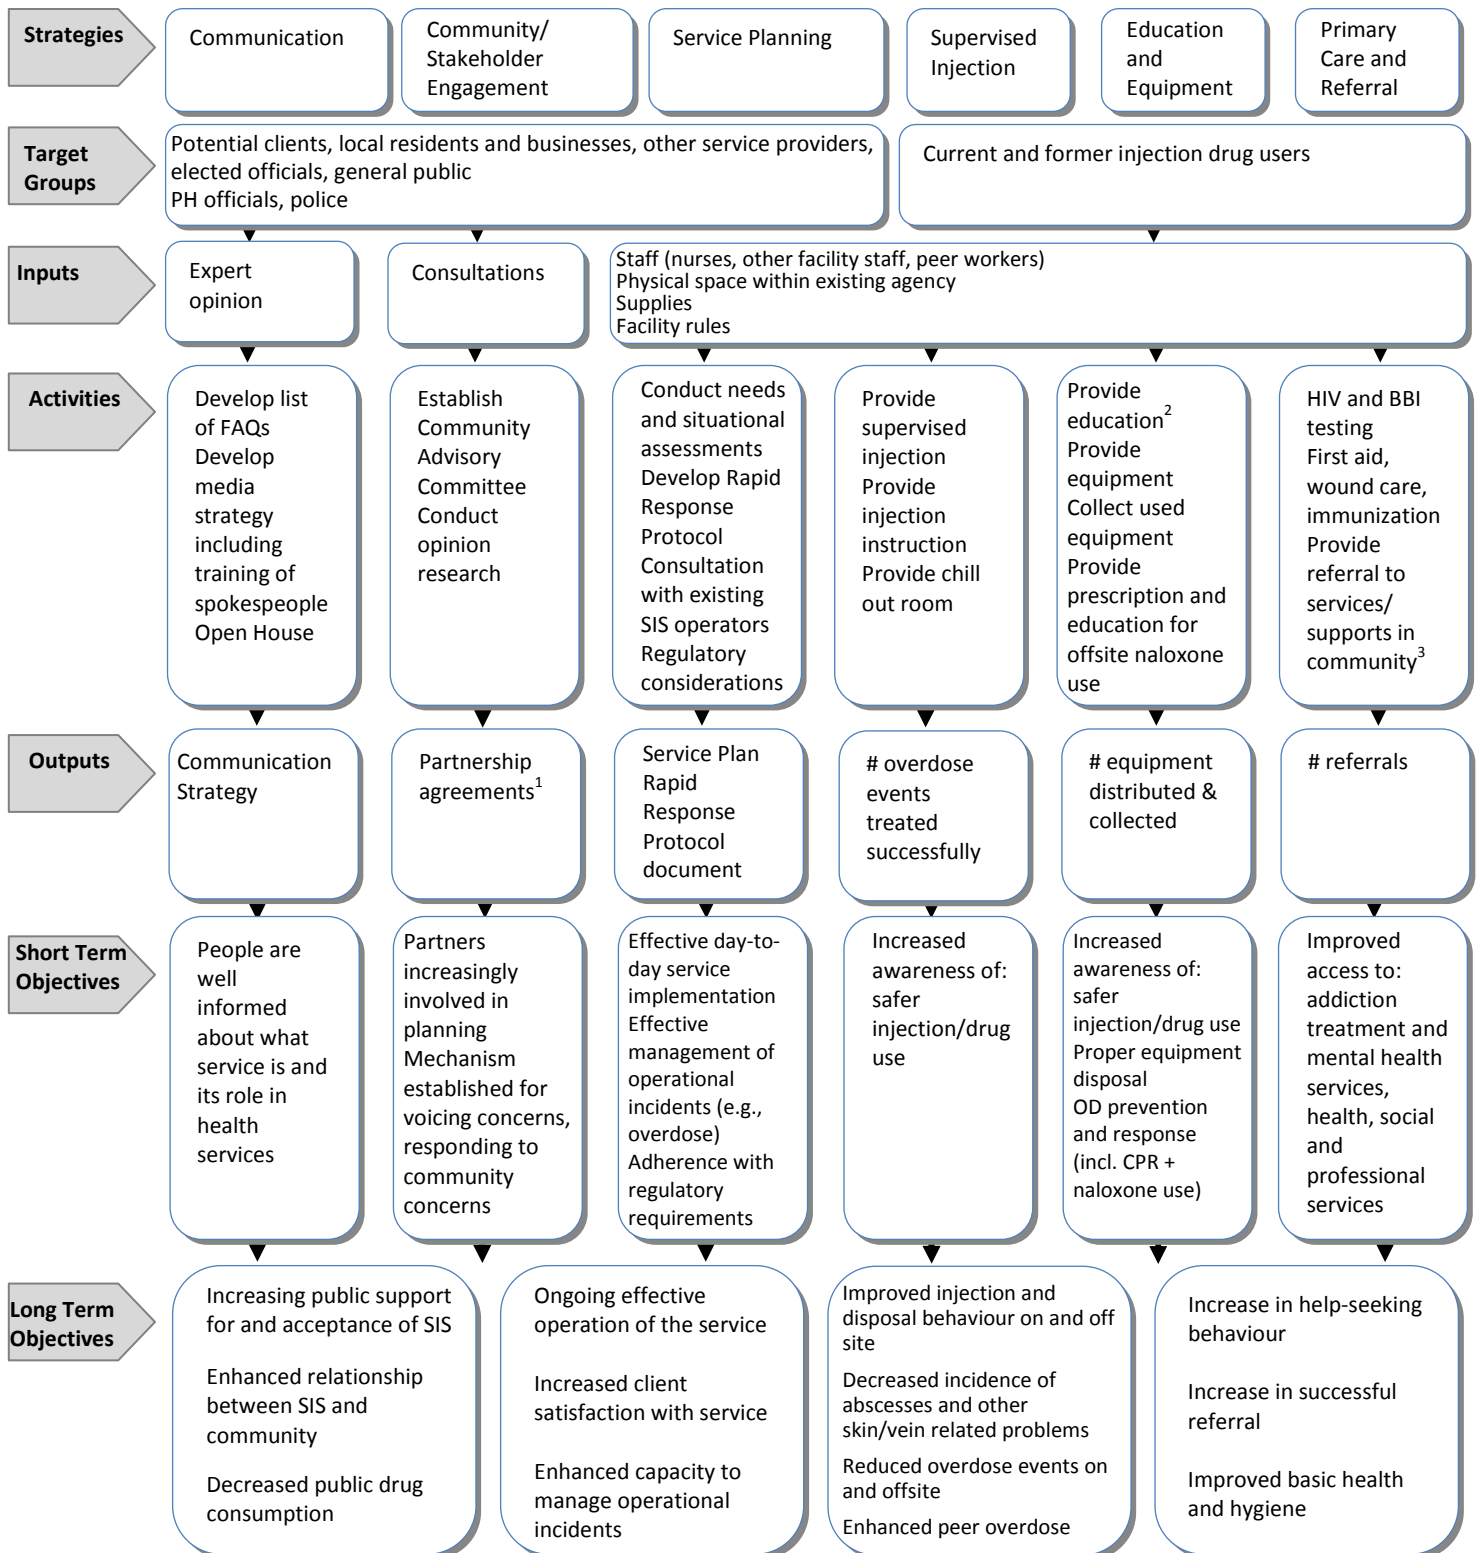 Strategies
Communication
Community/
Stakeholder
Engagement
Service Planning
Supervised
Injection
Education
and
Equipment
Primary
Care and
Referral
Target
Groups
Potential clients, local residents and businesses, other service providers,
elected officials, general public
PH officials, police
Current and former injection drug users
Inputs
Expert
opinion
Consultations
Staff (nurses, other facility staff, peer workers)
Physical space within existing agency
Supplies
Facility rules
Activities
Develop list
of FAQs
Develop
media
strategy
including
training of
spokespeople
Open House
Establish
Community
Advisory
Committee
Conduct
opinion
research
Conduct needs
and situational
assessments
Develop Rapid
Response
Protocol
Consultation
with existing
SIS operators
Regulatory
considerations
Provide
supervised
injection
Provide
injection
instruction
Provide chill
out room
Provide
education2
Provide
equipment
Collect used
equipment
Provide
prescription and
education for
offsite naloxone
use
HIV and BBI
testing
First aid,
wound care,
immunization
Provide
referral to
services/
supports in
community3
Outputs
Communication
Strategy
Partnership
agreements1
Service Plan
Rapid
Response
Protocol
document
# overdose
events
treated
successfully
# equipment
distributed &
collected
# referrals
Short Term
Objectives
People are
well
informed
about what
service is and
its role in
health
services
Partners
increasingly
involved in
planning
Mechanism
established for
voicing concerns,
responding to
community
concerns
Effective day-to-
day service
implementation
Effective
management of
operational
incidents (e.g.,
overdose)
Adherence with
regulatory
requirements
Increased
awareness of:
safer
injection/drug
use
Increased
awareness of:
safer
injection/drug use
Proper equipment
disposal
OD prevention
and response
(incl. CPR +
naloxone use)
Improved
access to:
addiction
treatment and
mental health
services,
health, social
and
professional
services
Long Term
Objectives
Increasing public support
for and acceptance of SIS
Enhanced relationship
between SIS and
community
Decreased public drug
consumption
Ongoing effective
operation of the service
Increased client
satisfaction with service
Enhanced capacity to
manage operational
incidents
Improved injection and
disposal behaviour on and off
site
Decreased incidence of
abscesses and other
skin/vein related problems
Reduced overdose events on
and offsite
Enhanced peer overdose
Increase in help-seeking
behaviour
Increase in successful
referral
Improved basic health
and hygiene